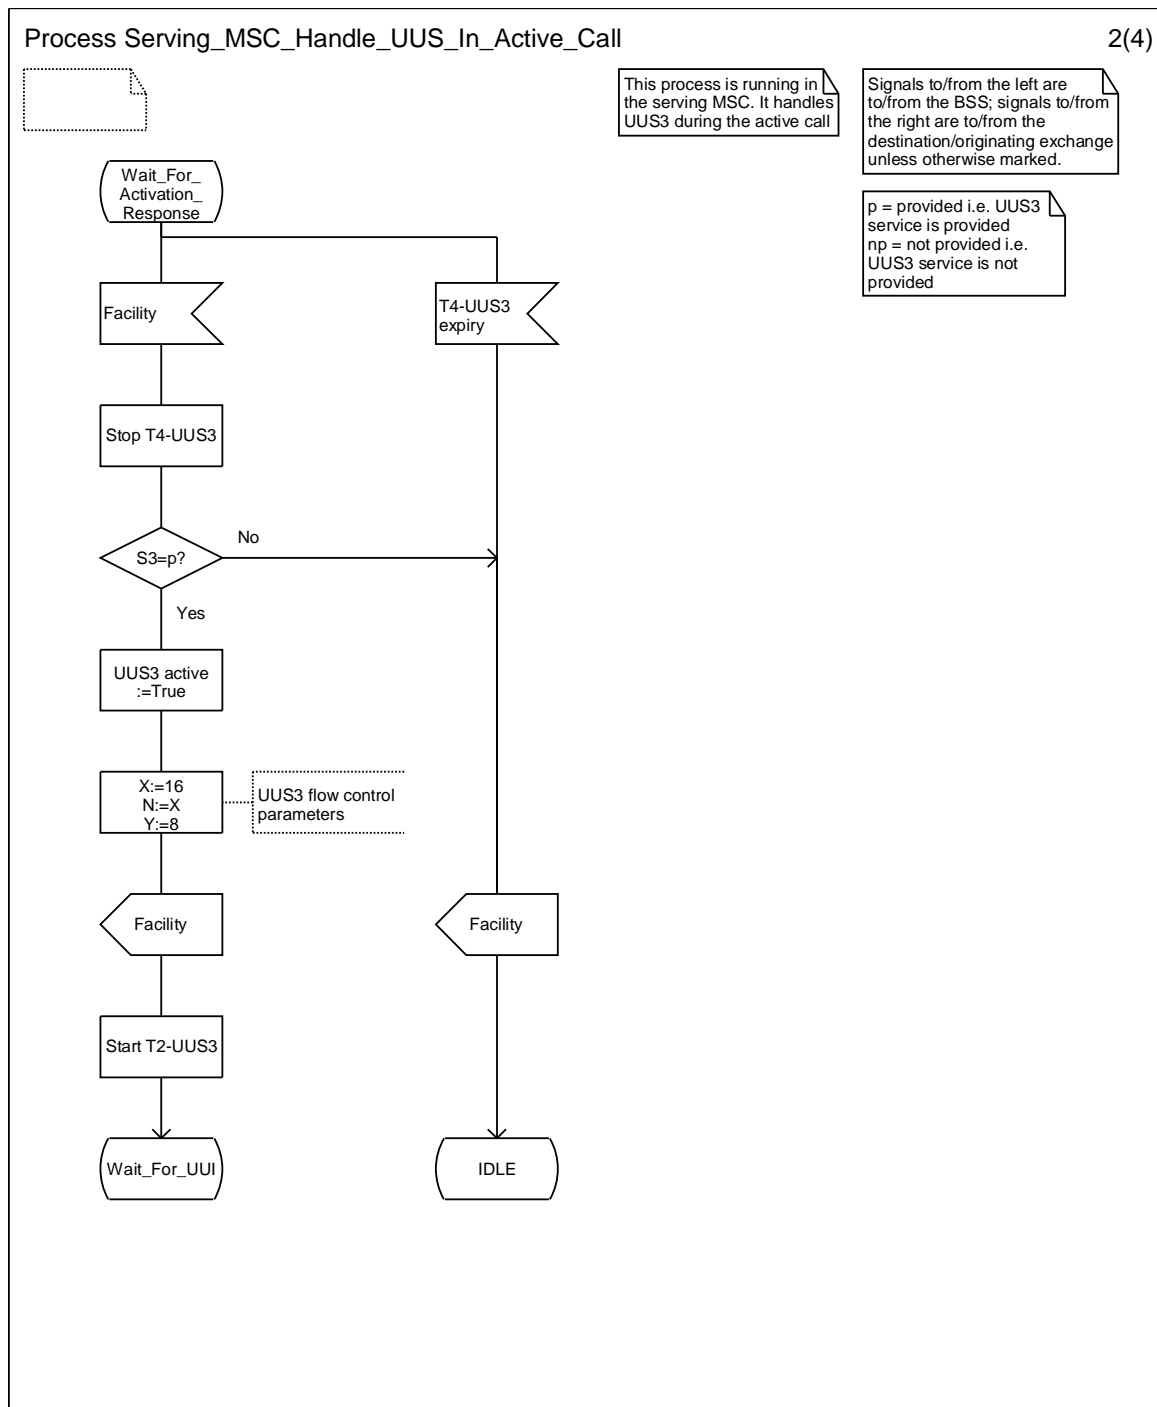 Process Serving_MSC_Handle_UUS_In_Active_Call
2(4)
This process is running in
the serving MSC. It handles
UUS3 during the active call
Signals to/from the left are
to/from the BSS; signals to/from
the right are to/from the
destination/originating exchange
unless otherwise marked.
p = provided i.e. UUS3
service is provided
np = not provided i.e.
UUS3 service is not
provided
Wait_For_
Activation_
Response
Facility
T4-UUS3
expiry
Stop T4-UUS3
S3=p?
No
Yes
UUS3 active
:=True
X:=16
N:=X
Y:=8
UUS3 flow control
parameters
Facility
Facility
Start T2-UUS3
Wait_For_UUI
IDLE